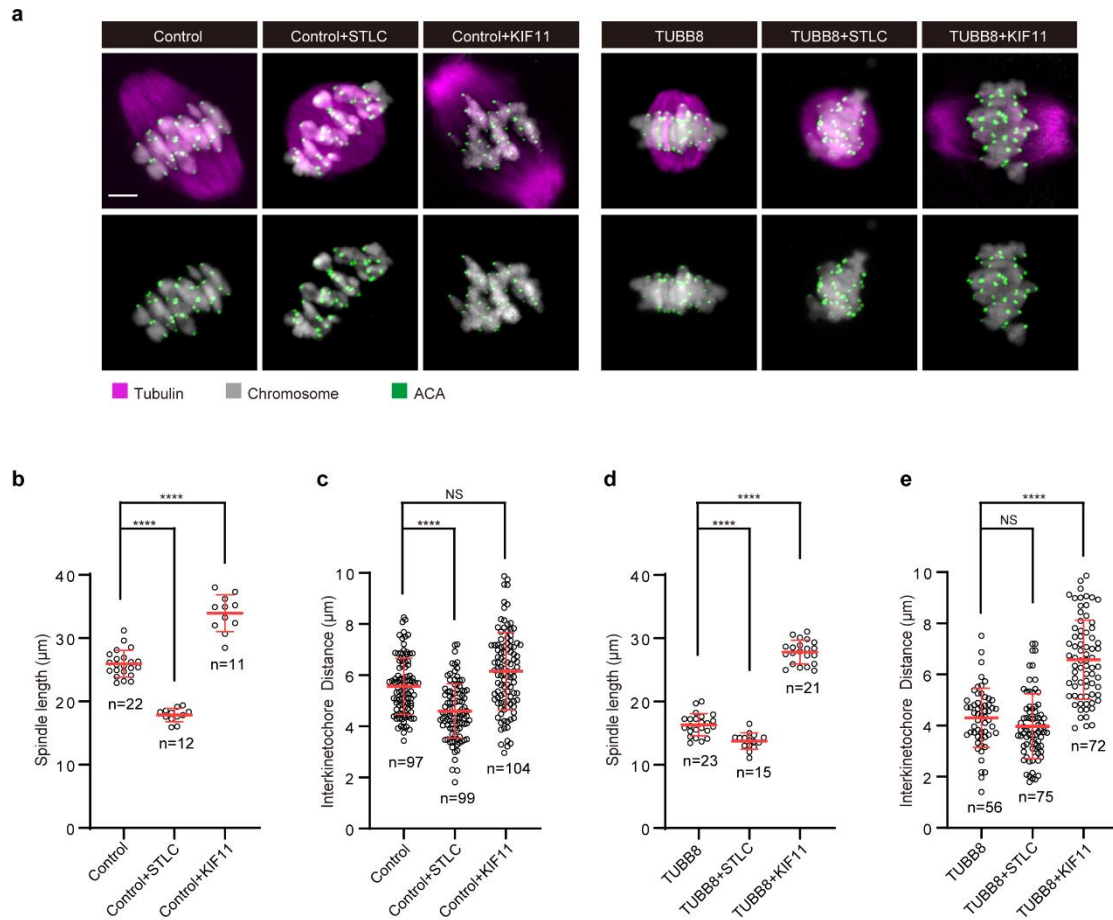 a
Control Control+STLC Control+KIF11 TUBB8 TUBB8+STLC TUBB8+KIF11
Tubulin Chromosome ACA
b c d e
NS ****
**** **** **** NS
**** ****
40 10 40 10
30 8 30 8
20 6 20 6
10 4 10 4
0 2 0 2
0 0
Spindle length (μm)
n=22
n=12
n=11
Control
Control+STLC
Control+KIF11
Interkinetochore Distance (μm)
n=97
n=99
n=104
Control
Control+STLC
Control+KIF11
Spindle length (μm)
n=23
n=15
n=21
TUBB8
TUBB8+STLC
TUBB8+KIF11
Interkinetochore Distance (μm)
n=56
n=75
n=72
TUBB8
TUBB8+STLC
TUBB8+KIF11